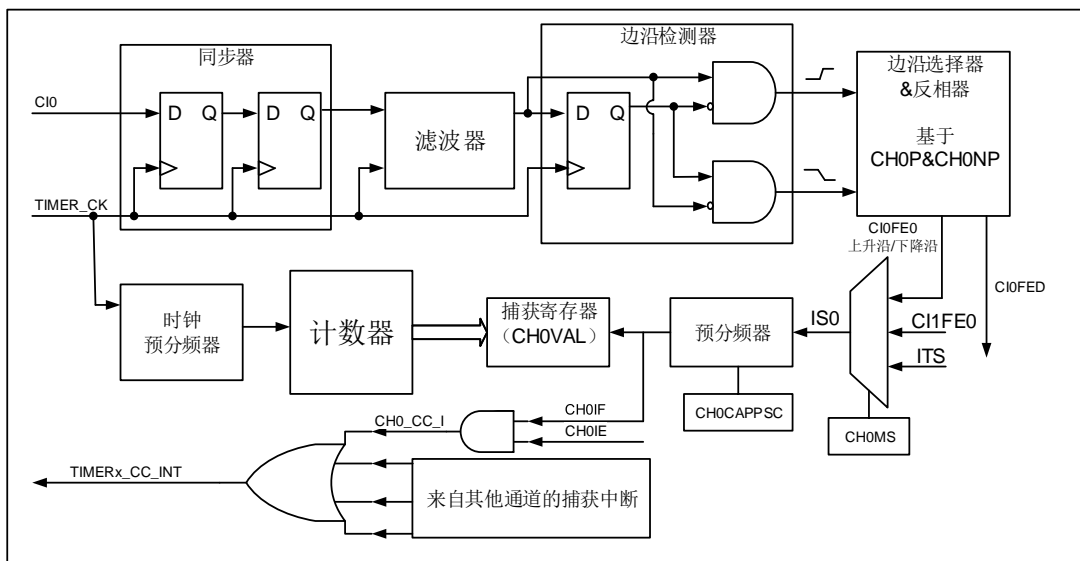 同步器
边沿检测器
CI0
D Q
D Q
滤波器
D Q
边沿选择器
&反相器
基于
CH0P&CH0NP
TIMER_CK
CI0FE0
上升沿/下降沿
CI0FED
时钟
预分频器
计数器
捕获寄存器
(CH0VAL)
预分频器
IS0
CI1FE0
ITS
CH0CAPPSC
CH0MS
CH0IF
CH0IE
CH0_CC_I
TIMERx_CC_INT
来自其他通道的捕获中断